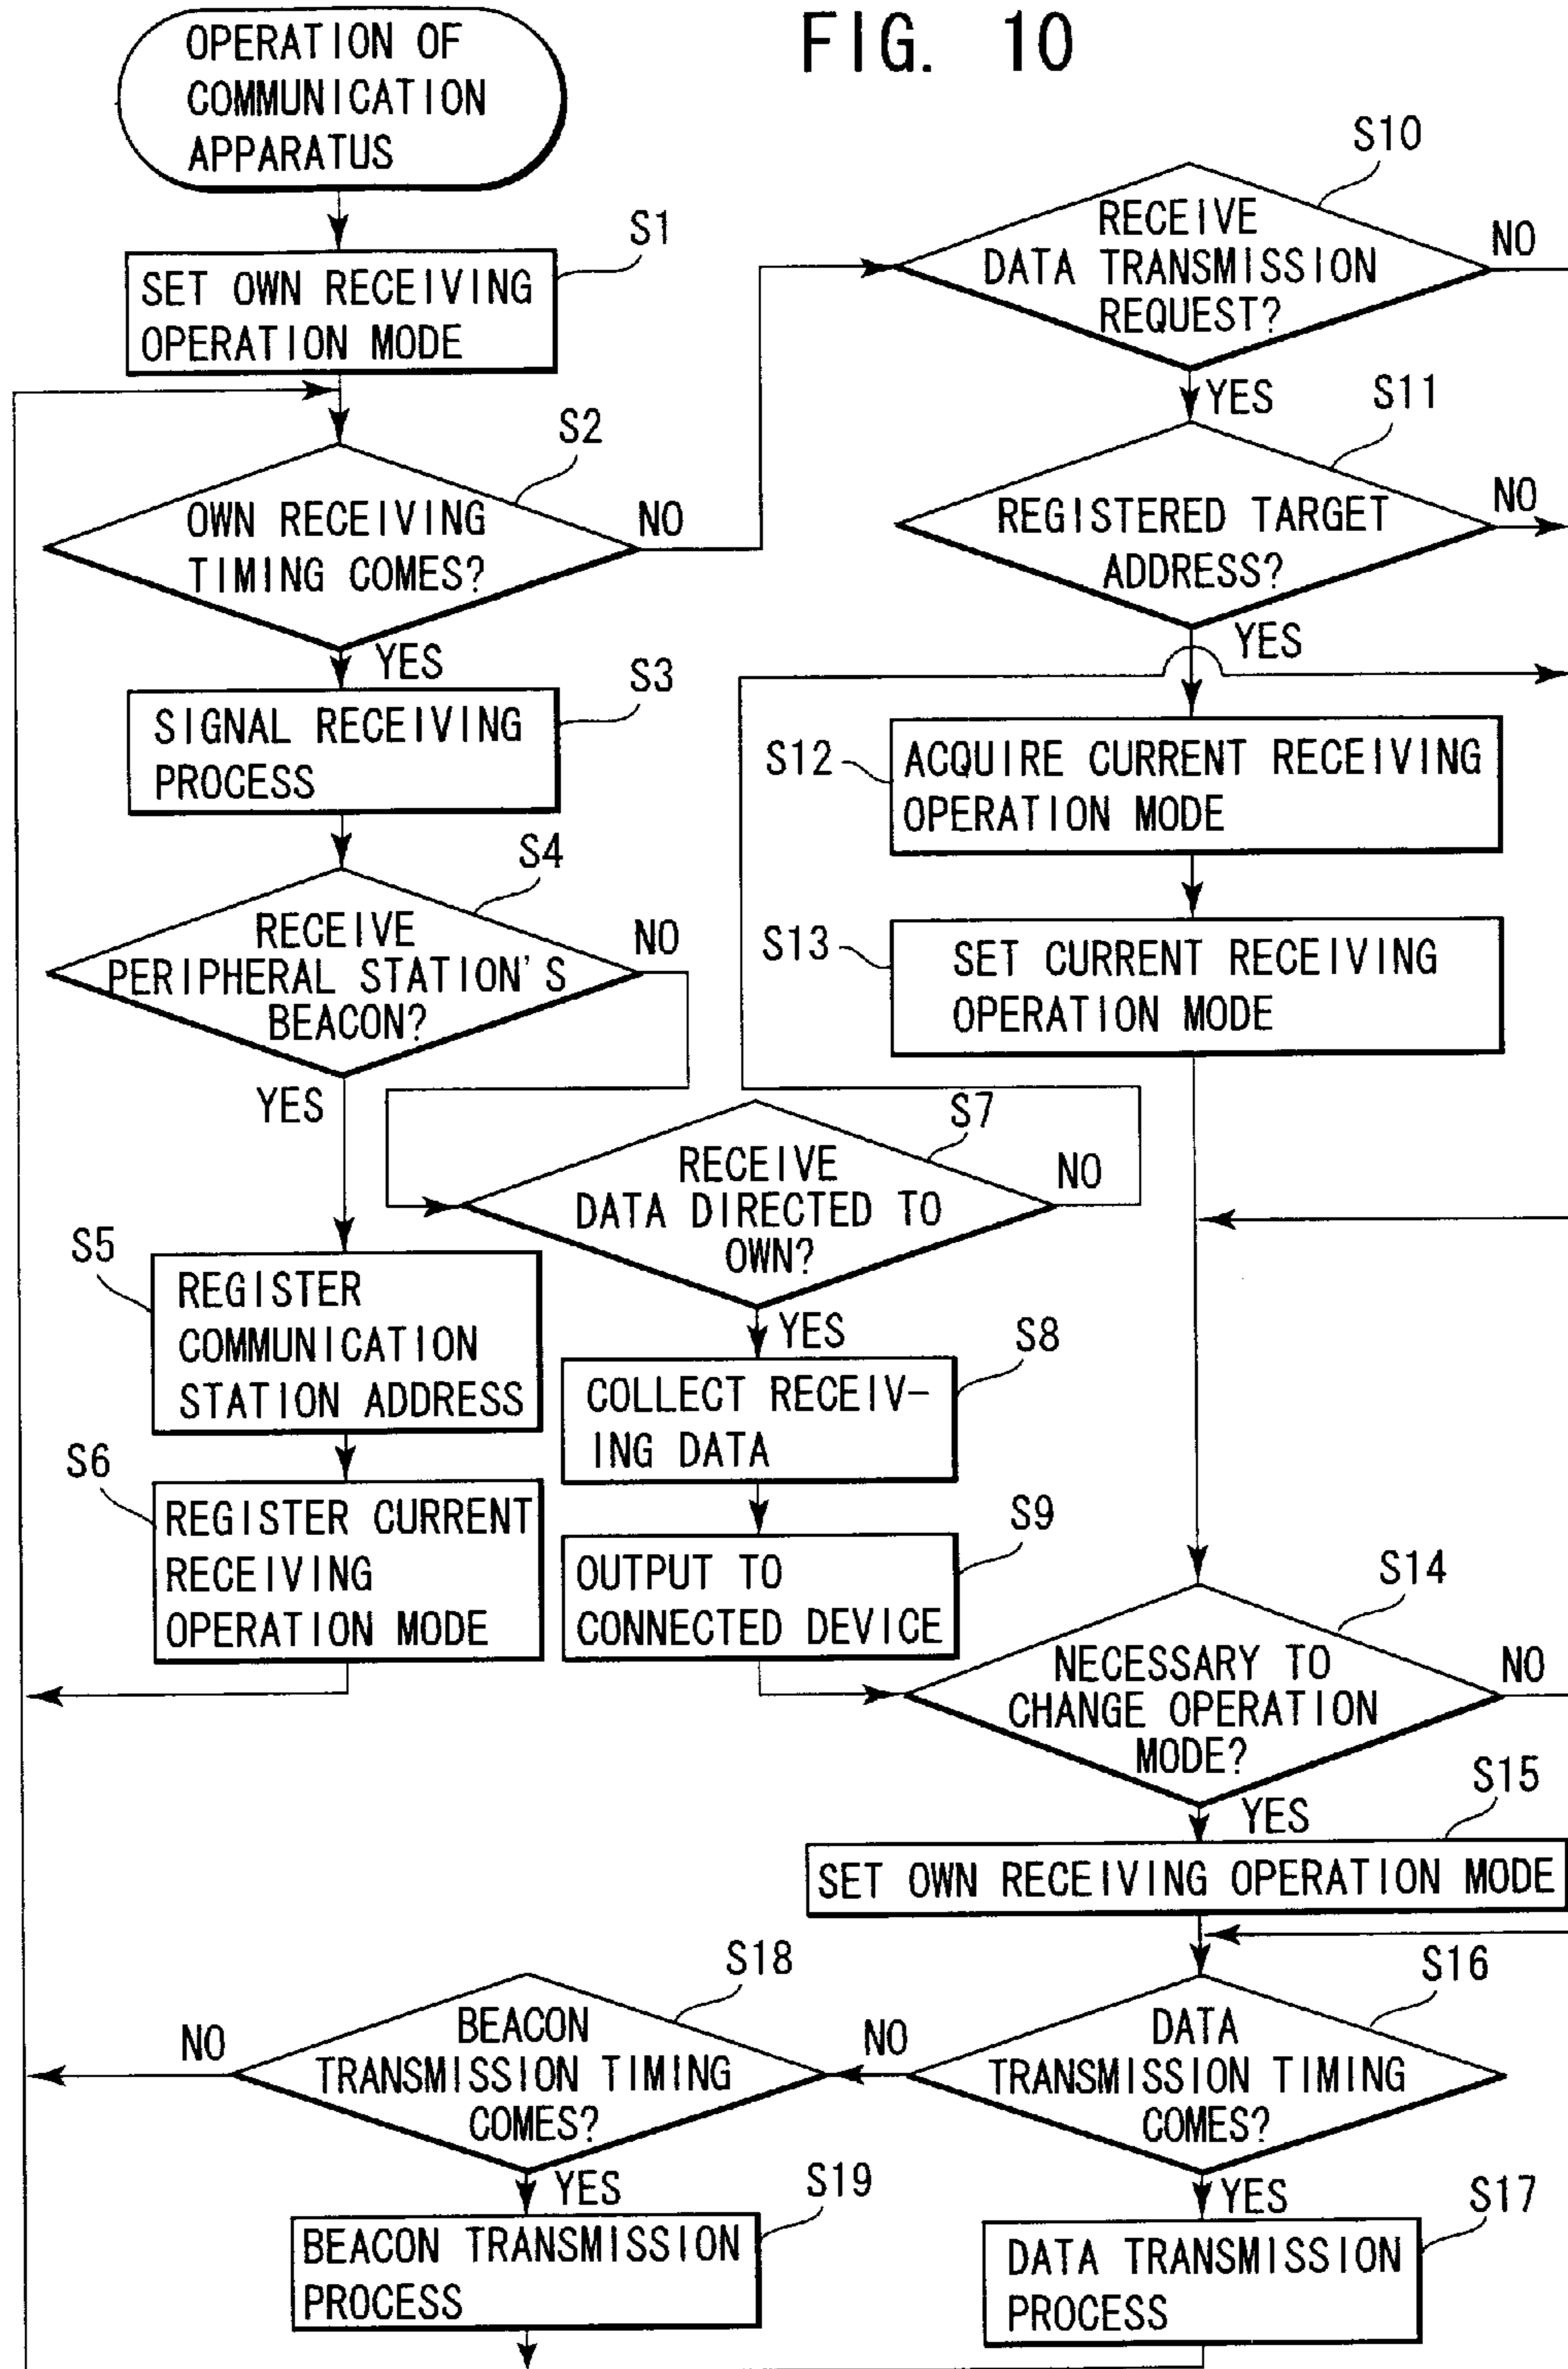 FIG. 10
OPERATION OF
COMMUNICATION
APPARATUS
S1
SET OWN RECEIVING
OPERATION MODE
S2
OWN RECEIVING
TIMING COMES?
NO
YES
S3
SIGNAL RECEIVING
PROCESS
S4
RECEIVE
PERIPHERAL STATION'S
BEACON?
NO
YES
S5
REGISTER
COMMUNICATION
STATION ADDRESS
S6
REGISTER CURRENT
RECEIVING
OPERATION MODE
S7
RECEIVE
DATA DIRECTED TO
OWN?
NO
YES
S8
COLLECT RECEIV-
ING DATA
S9
OUTPUT TO
CONNECTED DEVICE
S10
RECEIVE
DATA TRANSMISSION
REQUEST?
NO
YES
S11
REGISTERED TARGET
ADDRESS?
NO
YES
S12
ACQUIRE CURRENT RECEIVING
OPERATION MODE
S13
SET CURRENT RECEIVING
OPERATION MODE
S14
NECESSARY TO
CHANGE OPERATION
MODE?
NO
YES
S15
SET OWN RECEIVING OPERATION MODE
S16
DATA
TRANSMISSION TIMING
COMES?
NO
YES
S17
DATA TRANSMISSION
PROCESS
S18
BEACON
TRANSMISSION TIMING
COMES?
NO
YES
S19
BEACON TRANSMISSION
PROCESS